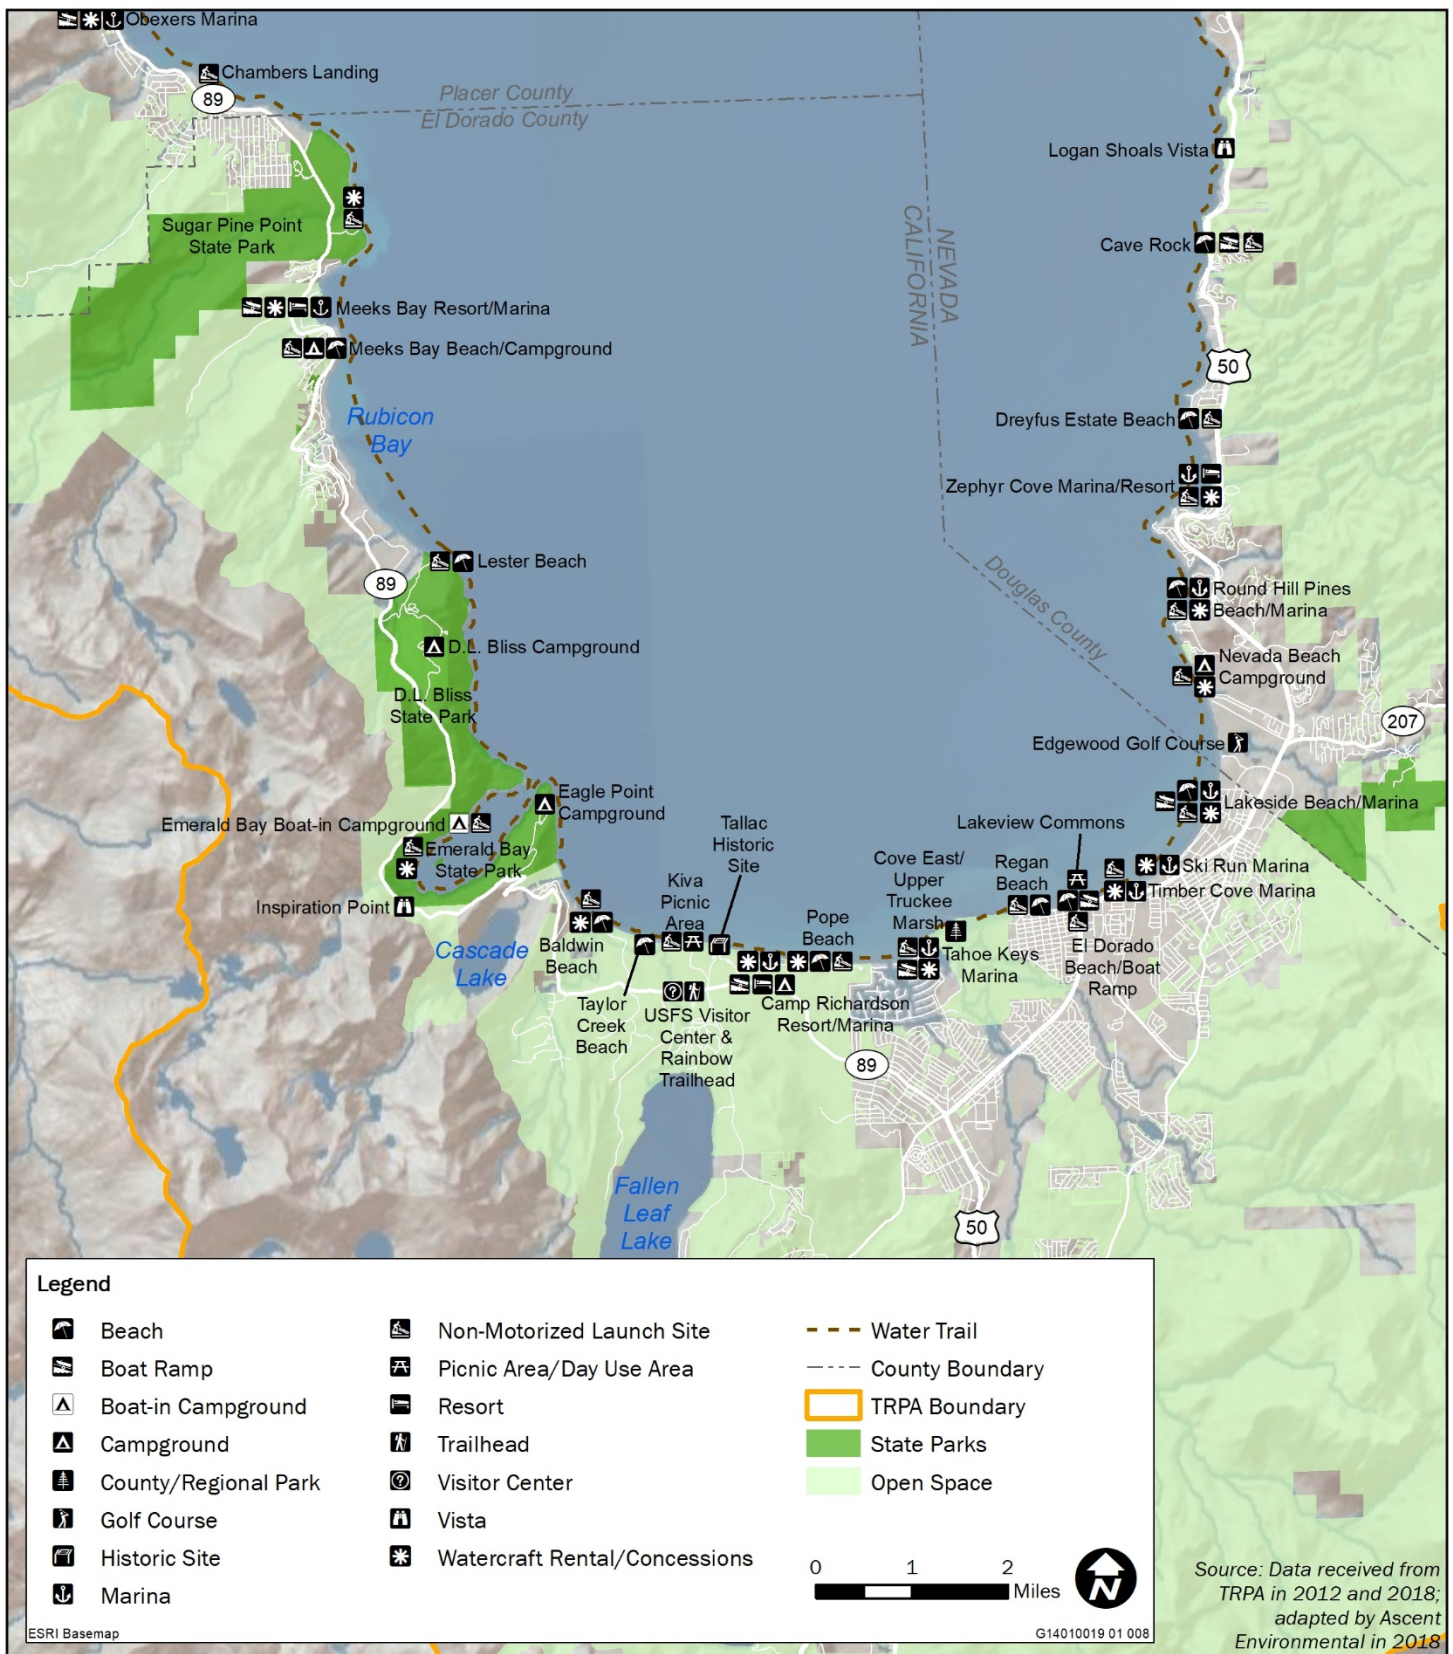 Obexers Marina
Chambers Landing
89
Placer County
El Dorado County
Logan Shoals Vista
Sugar Pine Point
State Park
NEVADA
CALIFORNIA
Cave Rock
Meeks Bay Resort/Marina
Meeks Bay Beach/Campground
50
Rubicon
Bay
Dreyfus Estate Beach
Zephyr Cove Marina/Resort
Lester Beach
89
Douglas County
Round Hill Pines
Beach/Marina
D.L. Bliss Campground
Nevada Beach
Campground
D.L. Bliss
State Park
207
Edgewood Golf Course
Eagle Point
Campground
Lakeside Beach/Marina
Emerald Bay Boat-in Campground
Emerald Bay
State Park
Tallac
Historic
Site
Lakeview Commons
Cove East/
Upper
Truckee
Marsh
Regan
Beach
Ski Run Marina
Timber Cove Marina
Inspiration Point
Kiva
Picnic
Area
Pope
Beach
Cascade
Lake
Baldwin
Beach
Tahoe Keys
Marina
El Dorado
Beach/Boat
Ramp
Taylor
Creek
Beach
USFS Visitor
Center &
Rainbow
Trailhead
Camp Richardson
Resort/Marina
89
Fallen
Leaf
Lake
50
Legend
Beach
Boat Ramp
Boat-in Campground
Campground
County/Regional Park
Golf Course
Historic Site
Marina
Non-Motorized Launch Site
Picnic Area/Day Use Area
Resort
Trailhead
Visitor Center
Vista
Watercraft Rental/Concessions
Water Trail
County Boundary
TRPA Boundary
State Parks
Open Space
0 1 2
Miles
N
ESRI Basemap
G14010019 01 008
Source: Data received from
TRPA in 2012 and 2018;
adapted by Ascent
Environmental in 2018